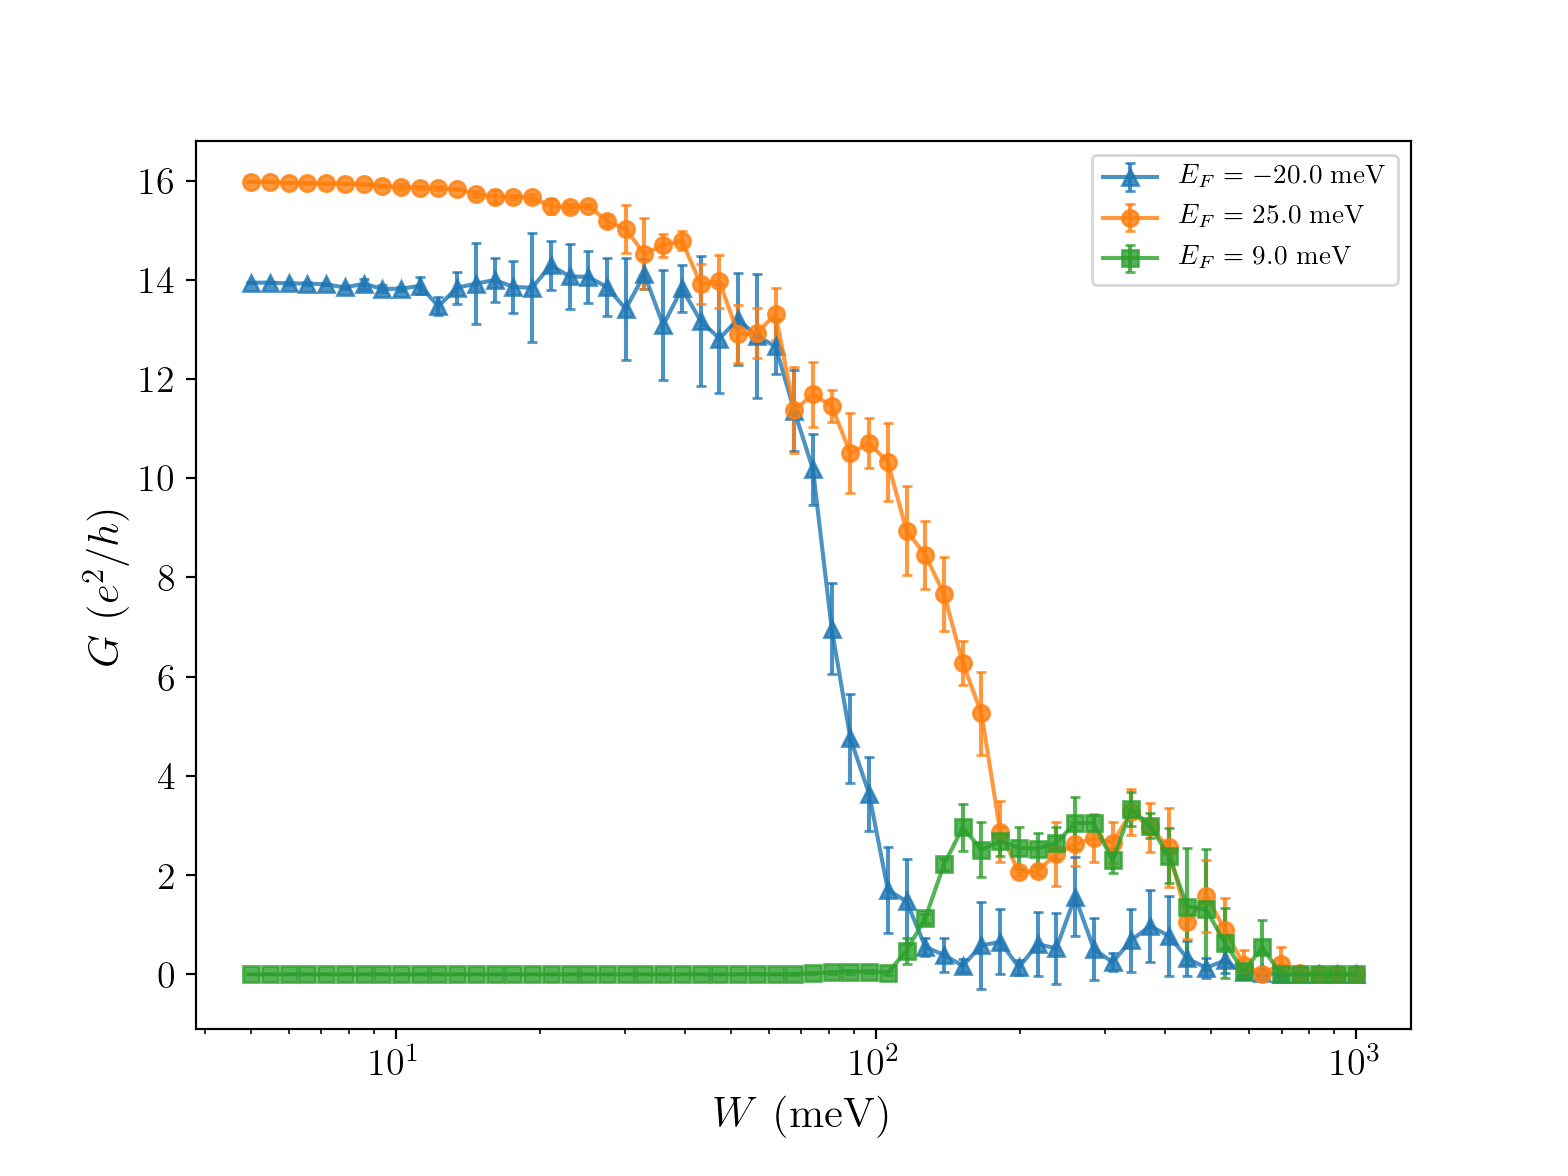 16
14
12
10
8
6
4
2
0
G (e²/h)
10¹ 10² 10³
W (meV)
E_F = −20.0 meV
E_F = 25.0 meV
E_F = 9.0 meV